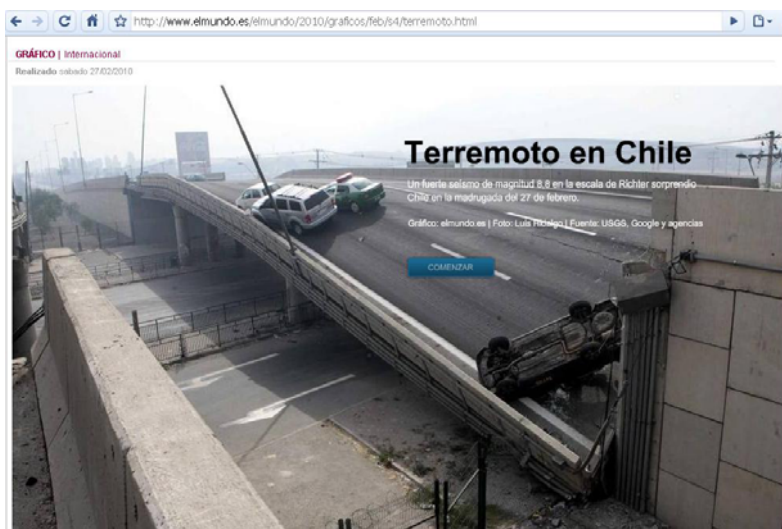 http://www.elmundo.es/elmundo/2010/graficos/feb/s4/terremoto.html
GRÁFICO | Internacional
Realizado sabado 27/02/2010
Terremoto en Chile
Un fuerte seísmo de magnitud 8,8 en la escala de Richter sorprendio
Chile en la madrugada del 27 de febrero.
Gráfico: elmundo.es | Foto: Luis Hidalgo | Fuente: USGS, Google y agencias
COMENZAR